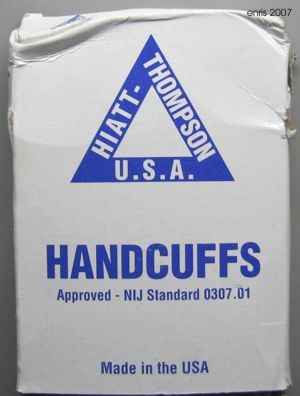 enris 2007
HIATT-
THOMPSON
U.S.A.
HANDCUFFS
Approved - NIJ Standard 0307.01
Made in the USA